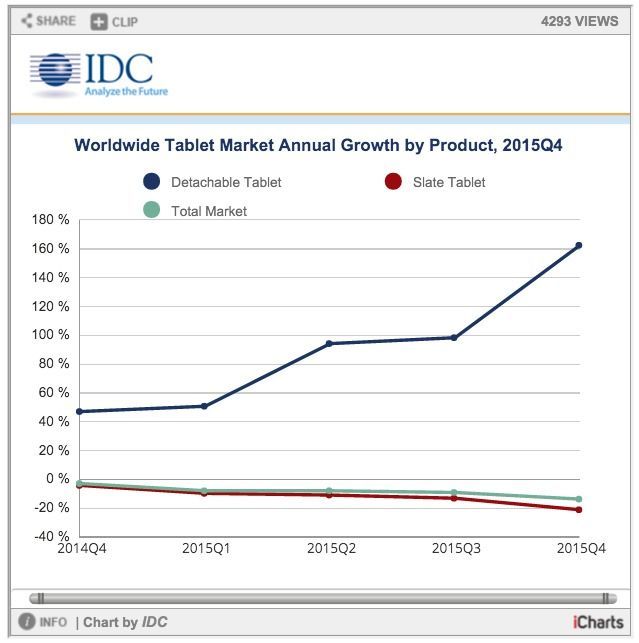 SHARE CLIP 4293 VIEWS
IDC
Analyze the Future
Worldwide Tablet Market Annual Growth by Product, 2015Q4
Detachable Tablet Slate Tablet
Total Market
180 %
160 %
140 %
120 %
100 %
80 %
60 %
40 %
20 %
0 %
-20 %
-40 %
2014Q4 2015Q1 2015Q2 2015Q3 2015Q4
i INFO | Chart by IDC iCharts